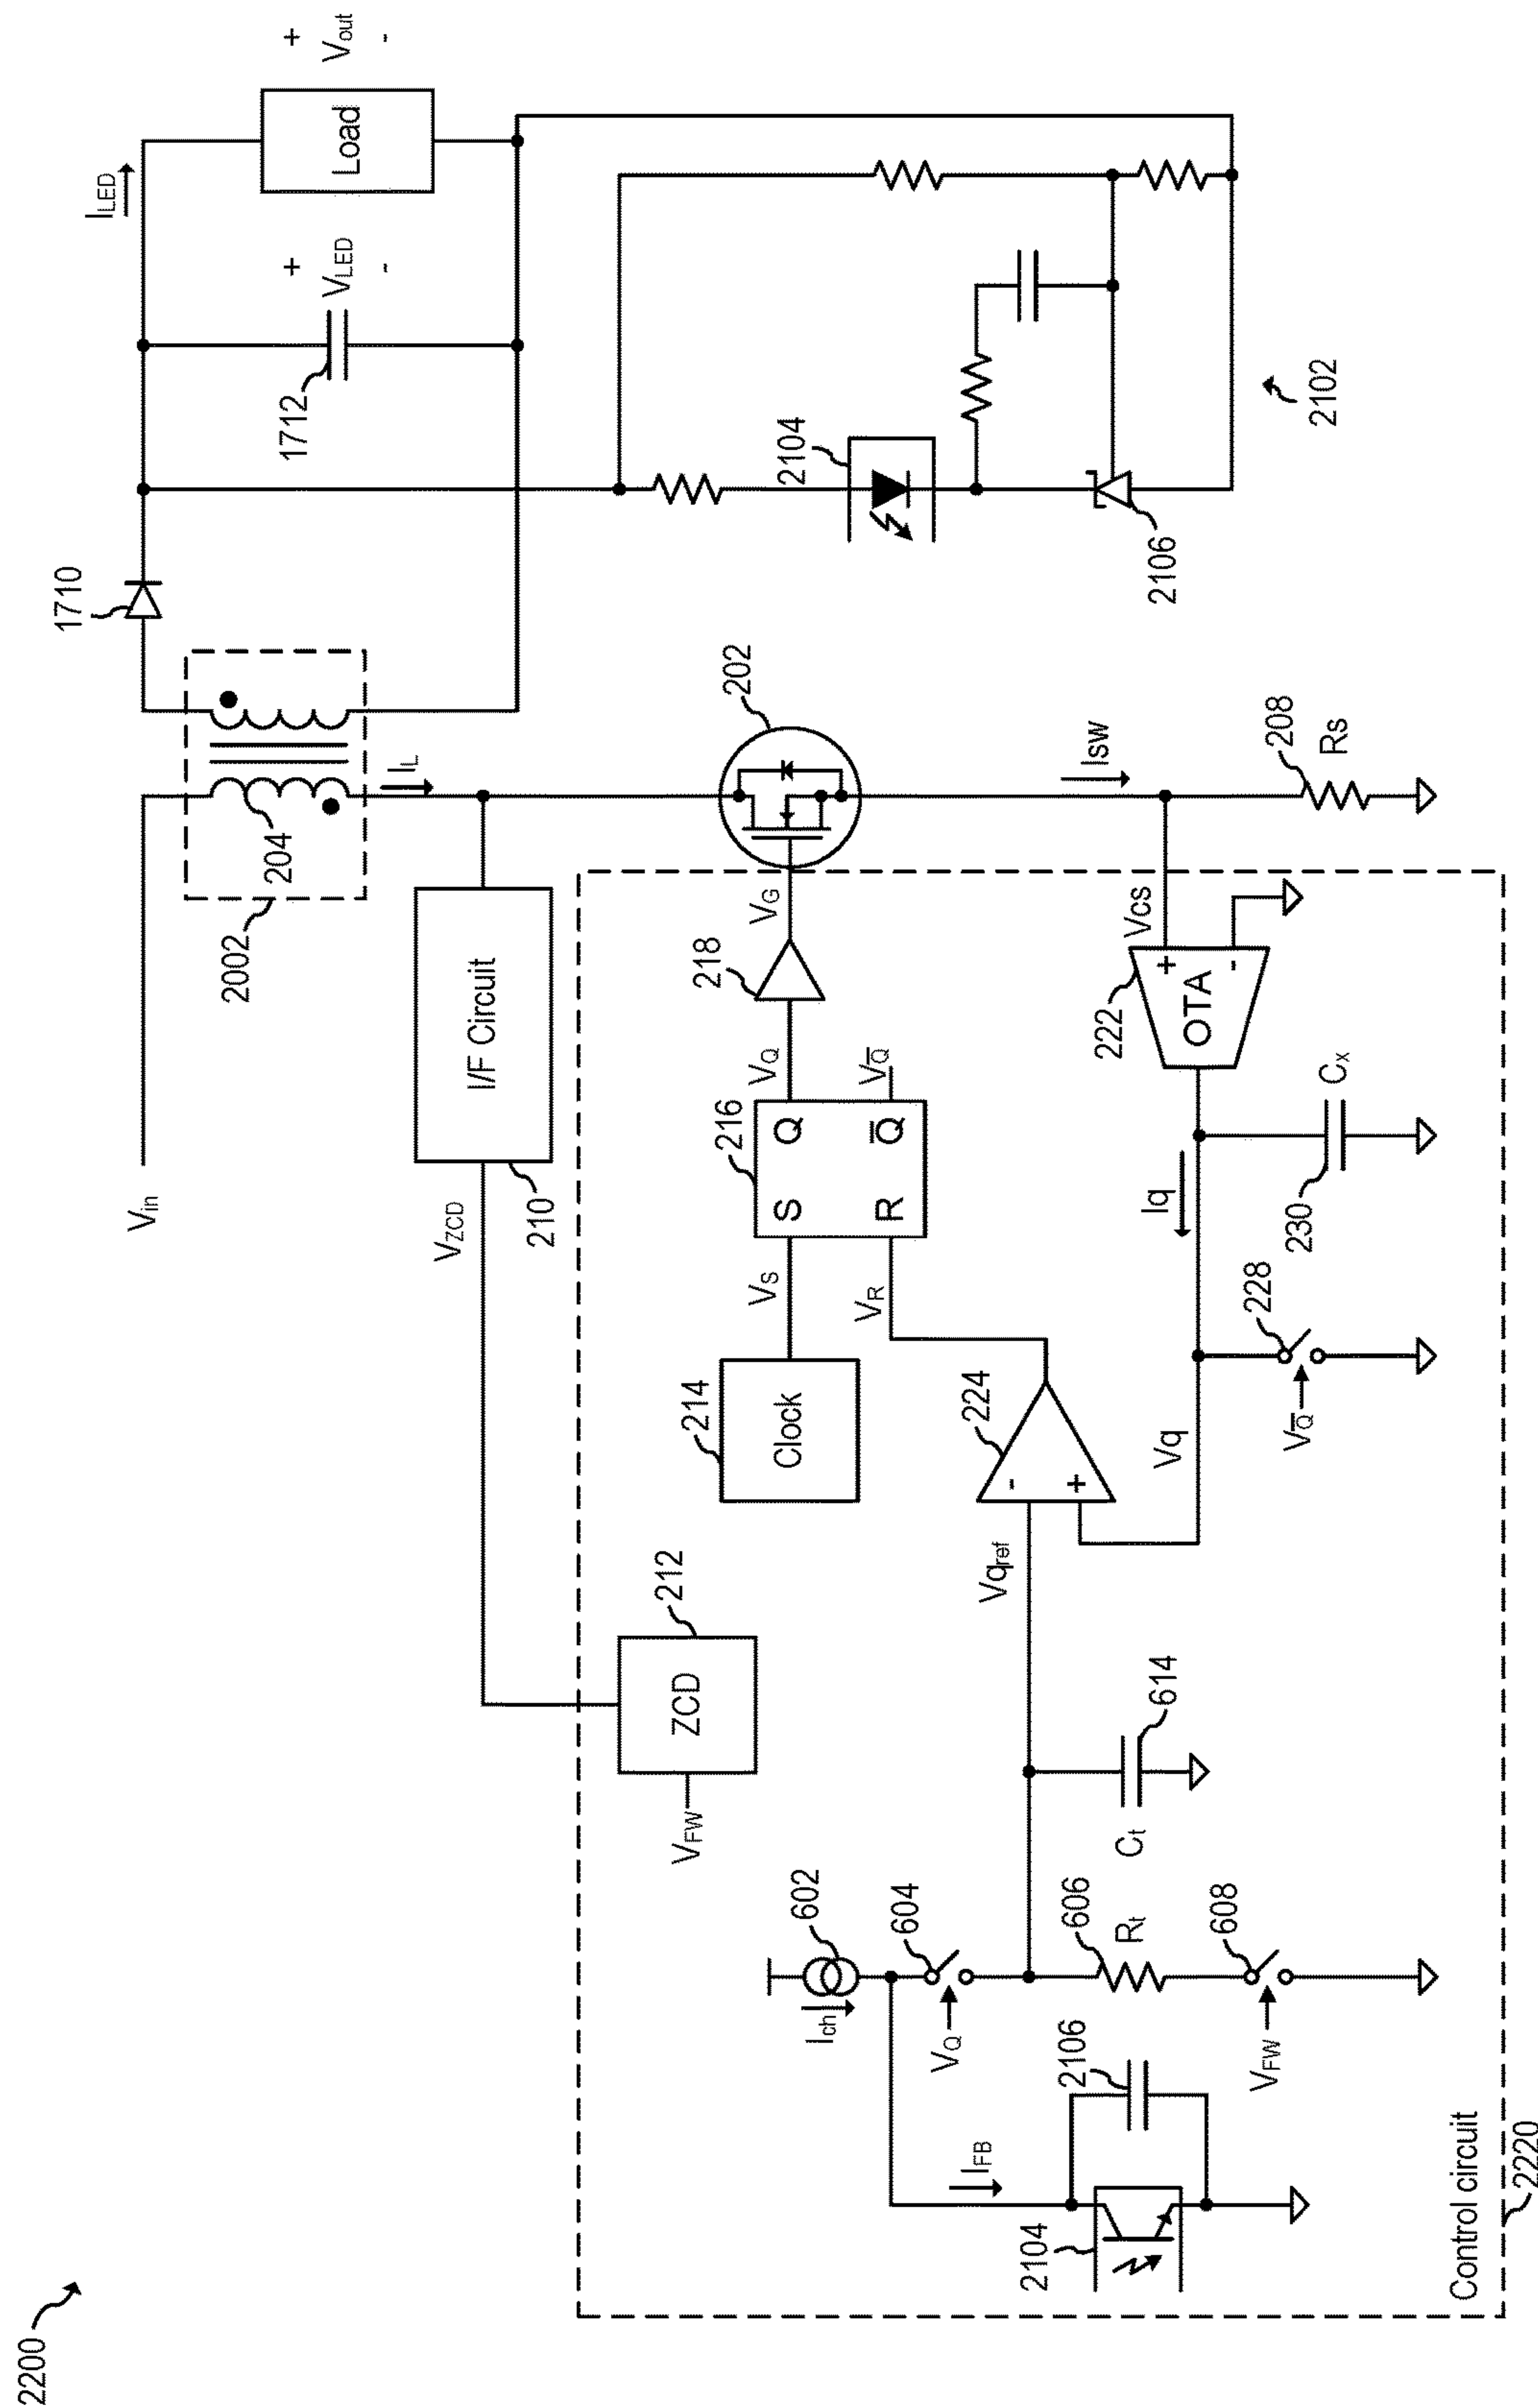 2200
Vin
2002
204
IL
1710
ILED
+
VLED
-
1712
Load
+
Vout
-
VZCD
I/F Circuit
210
202
2104
2106
2102
ZCD
212
VFW
214
Clock
VS
VR
216
S
R
Q
Q̅
VQ
VQ̅
218
VG
Isw
208
Rs
Vcs
222
+
-
OTA
Iq
Cx
230
228
VQ̅
Vq
224
-
+
Vqref
614
Ct
602
Ich
604
VQ
606
Rt
608
VFW
IFB
2104
2106
Control circuit
2220